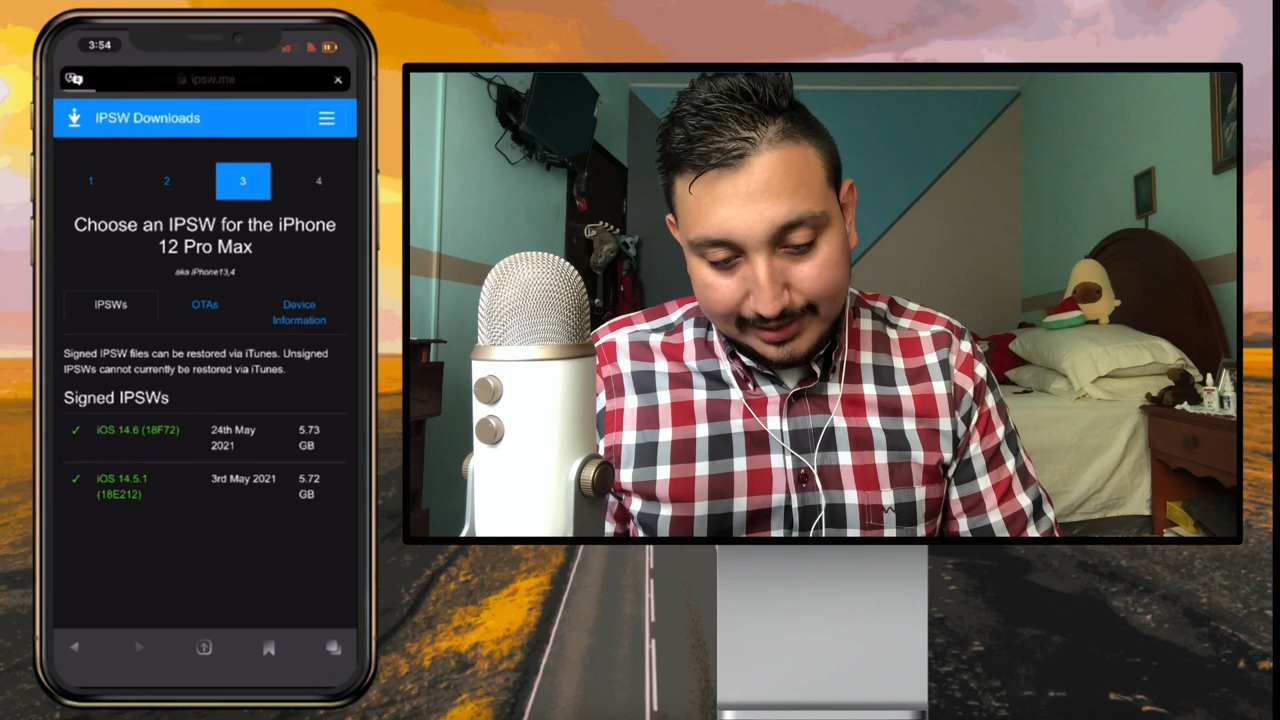 3:54
ipsw.me
IPSW Downloads
1 2 3 4
Choose an IPSW for the iPhone
12 Pro Max
aka iPhone13,4
IPSWs OTAs Device
Information
Signed IPSW files can be restored via iTunes. Unsigned
IPSWs cannot currently be restored via iTunes.
Signed IPSWs
✓ iOS 14.6 (18F72) 24th May 5.73
2021 GB
✓ iOS 14.5.1 3rd May 2021 5.72
(18E212) GB